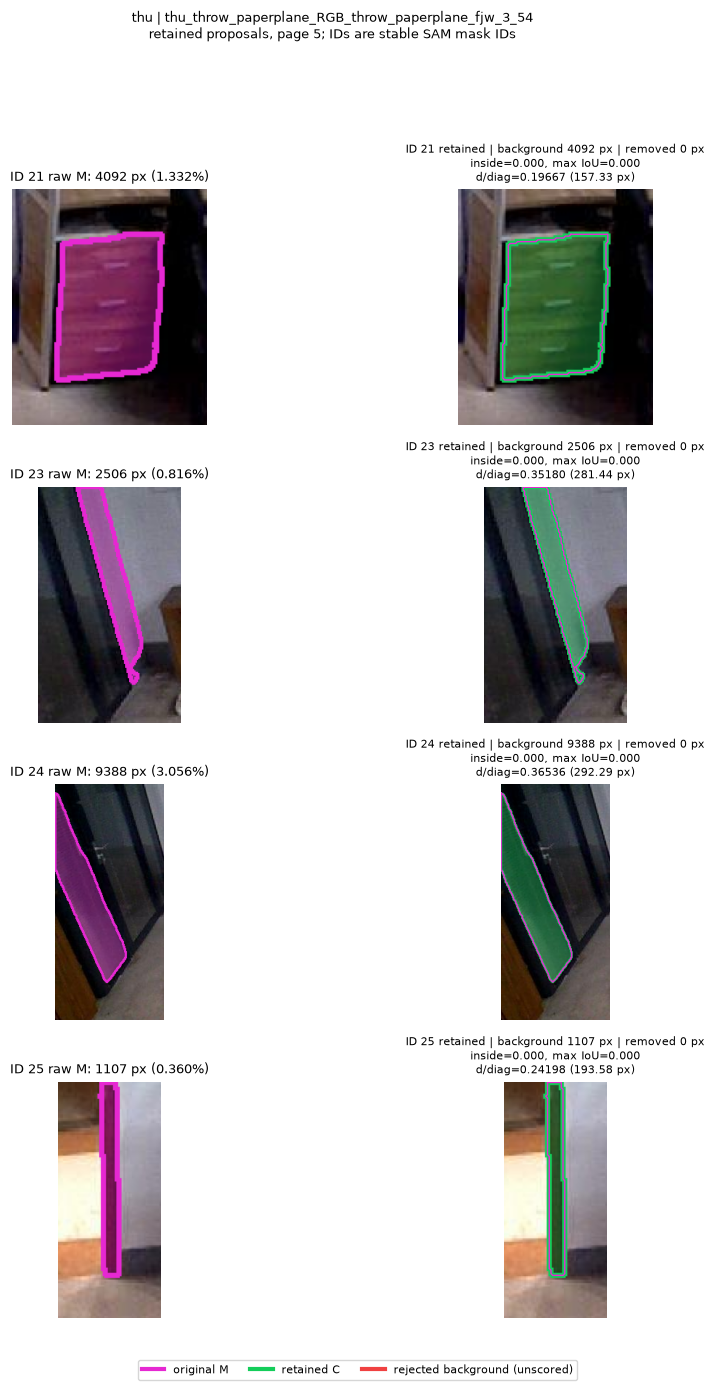 thu | thu_throw_paperplane_RGB_throw_paperplane_fjw_3_54
retained proposals, page 5; IDs are stable SAM mask IDs
ID 21 raw M: 4092 px (1.332%)
ID 21 retained | background 4092 px | removed 0 px
inside=0.000, max IoU=0.000
d/diag=0.19667 (157.33 px)
ID 23 raw M: 2506 px (0.816%)
ID 23 retained | background 2506 px | removed 0 px
inside=0.000, max IoU=0.000
d/diag=0.35180 (281.44 px)
ID 24 raw M: 9388 px (3.056%)
ID 24 retained | background 9388 px | removed 0 px
inside=0.000, max IoU=0.000
d/diag=0.36536 (292.29 px)
ID 25 raw M: 1107 px (0.360%)
ID 25 retained | background 1107 px | removed 0 px
inside=0.000, max IoU=0.000
d/diag=0.24198 (193.58 px)
original M
retained C
rejected background (unscored)